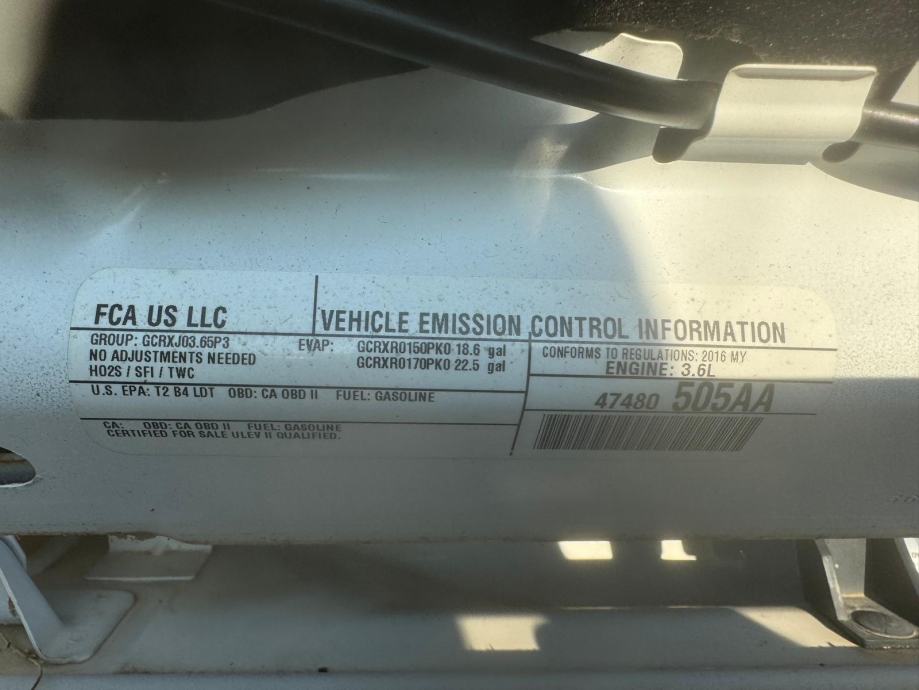 FCA US LLC
VEHICLE EMISSION CONTROL INFORMATION
GROUP: GCRXJ03.65P3
NO ADJUSTMENTS NEEDED
HO2S / SFI / TWC
EVAP: GCRXR0150PK0 18.6 gal
GCRXR0170PK0 22.5 gal
CONFORMS TO REGULATIONS: 2016 MY
ENGINE: 3.6L
U.S. EPA: T2 B4 LDT OBD: CA OBD II FUEL: GASOLINE
47480 505AA
CA: OBD: CA OBD II FUEL: GASOLINE
CERTIFIED FOR SALE ULEV II QUALIFIED.